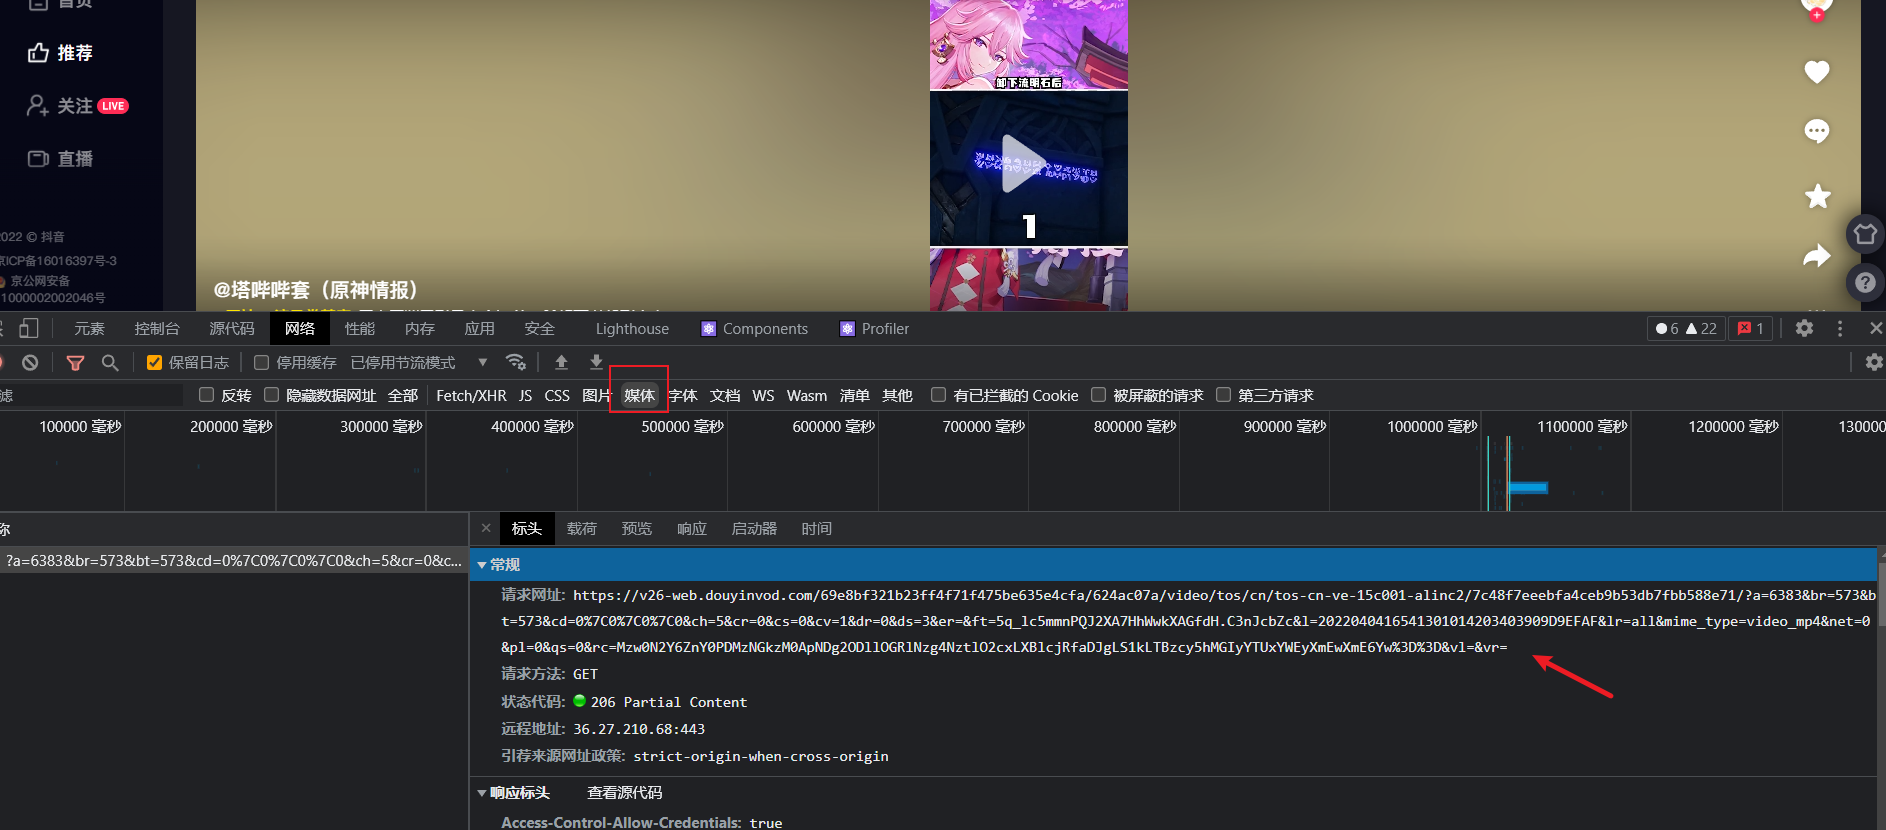 首页
推荐
关注 LIVE
直播
2022 © 抖音
京ICP备16016397号-3
京公网安备
11000002002046号
卸下流明石后
1
@塔哔哔套（原神情报）
元素 控制台 源代码 网络 性能 内存 应用 安全 Lighthouse Components Profiler 6 22 1
保留日志 停用缓存 已停用节流模式
滤 反转 隐藏数据网址 全部 Fetch/XHR JS CSS 图片 媒体 字体 文档 WS Wasm 清单 其他 有已拦截的 Cookie 被屏蔽的请求 第三方请求
100000 毫秒 200000 毫秒 300000 毫秒 400000 毫秒 500000 毫秒 600000 毫秒 700000 毫秒 800000 毫秒 900000 毫秒 1000000 毫秒 1100000 毫秒 1200000 毫秒 130000
称 × 标头 载荷 预览 响应 启动器 时间
?a=6383&br=573&bt=573&cd=0%7C0%7C0%7C0&ch=5&cr=0&c...
常规
请求网址: https://v26-web.douyinvod.com/69e8bf321b23ff4f71f475be635e4cfa/624ac07a/video/tos/cn/tos-cn-ve-15c001-alinc2/7c48f7eeebfa4ceb9b53db7fbb588e71/?a=6383&br=573&b
t=573&cd=0%7C0%7C0%7C0&ch=5&cr=0&cs=0&cv=1&dr=0&ds=3&er=&ft=5q_lc5mmnPQJ2XA7HhWwkXAGfdH.C3nJcbZc&l=202204041654130101420340390​9D9EFAF&lr=all&mime_type=video_mp4&net=0
&pl=0&qs=0&rc=Mzw0N2Y6ZnY0PDMzNGkzM0ApNDg2ODllOGRlNzg4NztlO2cxLXBlcjRfaDJgLS1kLTBzcy5hMGIyYTUxYWEyXmEwXmE6Yw%3D%3D&vl=&vr=
请求方法: GET
状态代码: 206 Partial Content
远程地址: 36.27.210.68:443
引荐来源网址政策: strict-origin-when-cross-origin
响应标头 查看源代码
Access-Control-Allow-Credentials: true